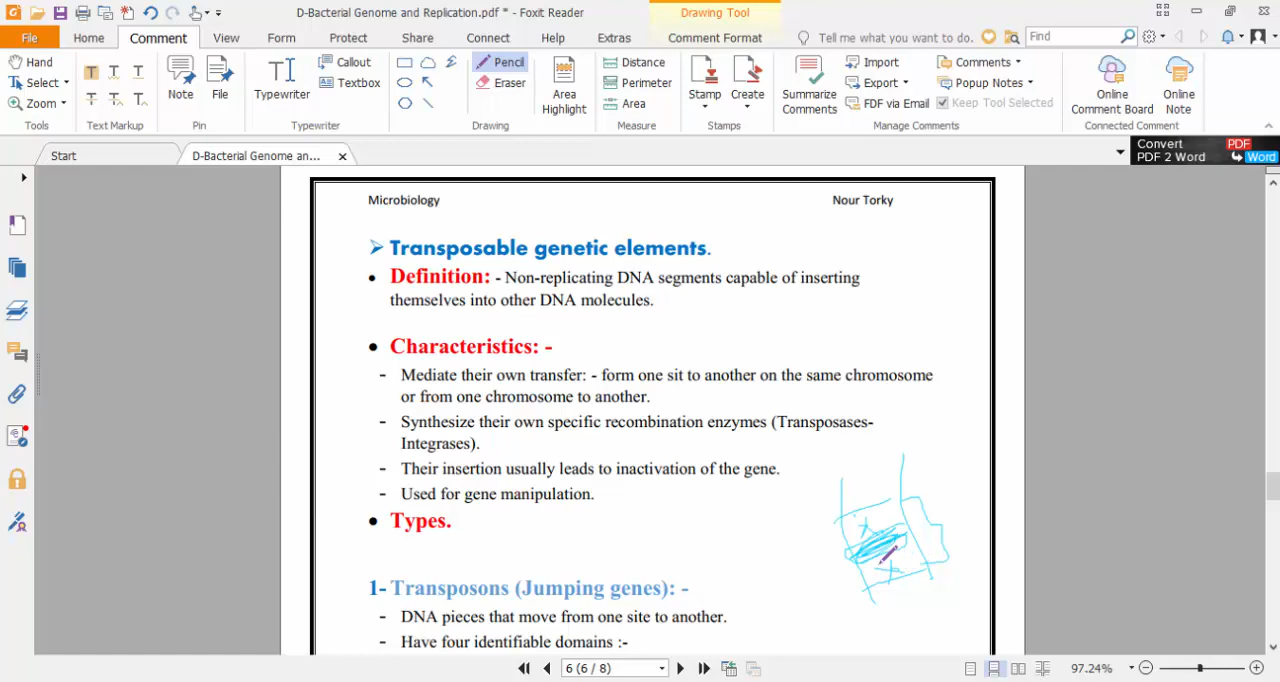 D-Bacterial Genome and Replication.pdf * - Foxit Reader
Drawing Tool
File Home Comment View Form Protect Share Connect Help Extras Comment Format Tell me what you want to do. Find
Hand
Select
Zoom
Tools
Text Markup
Note
File
Pin
Typewriter
Callout
Textbox
Typewriter
Pencil
Eraser
Area
Highlight
Drawing
Distance
Perimeter
Area
Measure
Stamp
Create
Stamps
Summarize
Comments
Import
Export
FDF via Email
Comments
Popup Notes
Keep Tool Selected
Manage Comments
Online
Comment Board
Online
Note
Connected Comment
Start
D-Bacterial Genome an...
Convert PDF
PDF 2 Word Word
Microbiology Nour Torky
➢ Transposable genetic elements.
• Definition: - Non-replicating DNA segments capable of inserting
themselves into other DNA molecules.
• Characteristics: -
- Mediate their own transfer: - form one sit to another on the same chromosome
or from one chromosome to another.
- Synthesize their own specific recombination enzymes (Transposases-
Integrases).
- Their insertion usually leads to inactivation of the gene.
- Used for gene manipulation.
• Types.
1- Transposons (Jumping genes): -
- DNA pieces that move from one site to another.
- Have four identifiable domains :-
6 (6 / 8)
97.24%